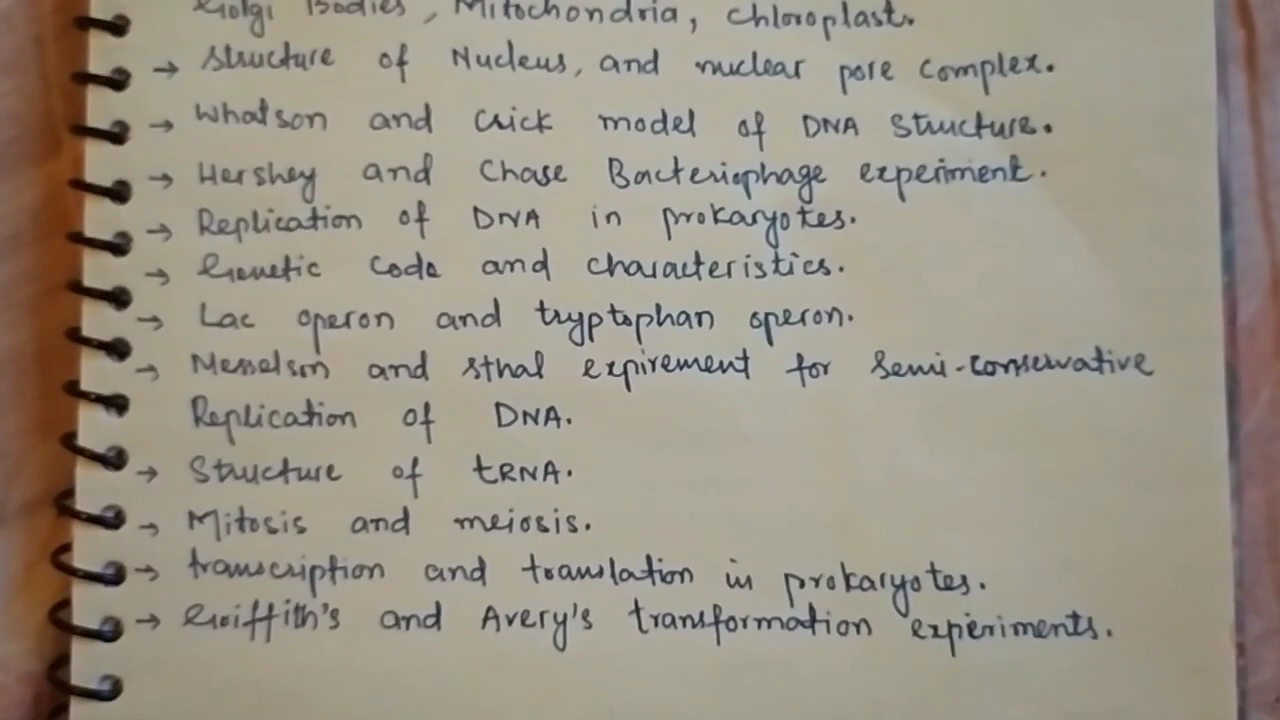 Golgi Bodies, Mitochondria, Chloroplast.
→ Structure of Nucleus, and nuclear pore complex.
→ Whatson and Crick model of DNA Structure.
→ Hershey and Chase Bacteriophage experiment.
→ Replication of DNA in prokaryotes.
→ Genetic Code and characteristics.
→ Lac operon and tryptophan operon.
→ Messelson and Sthal expirement for Semi-conservative
Replication of DNA.
→ Structure of tRNA.
→ Mitosis and meiosis.
→ transcription and translation in prokaryotes.
→ Griffith's and Avery's transformation experiments.